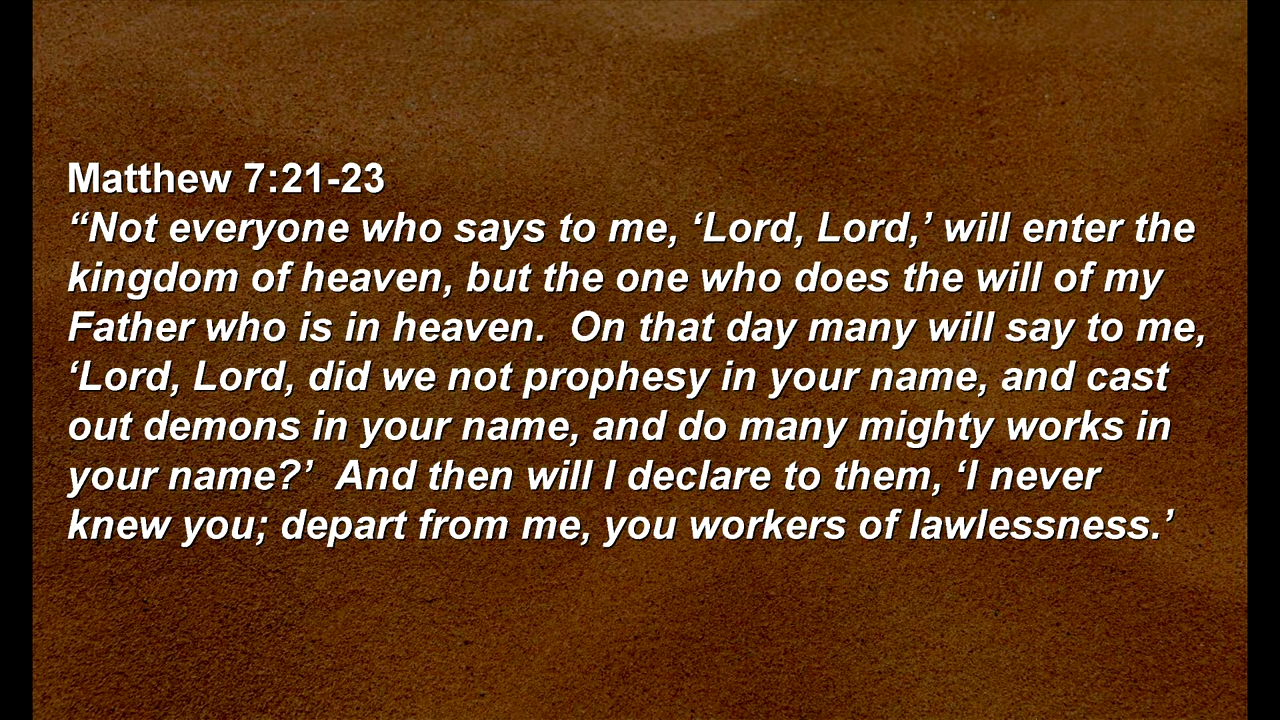 Matthew 7:21-23
“Not everyone who says to me, ‘Lord, Lord,’ will enter the
kingdom of heaven, but the one who does the will of my
Father who is in heaven.  On that day many will say to me,
‘Lord, Lord, did we not prophesy in your name, and cast
out demons in your name, and do many mighty works in
your name?’  And then will I declare to them, ‘I never
knew you; depart from me, you workers of lawlessness.’